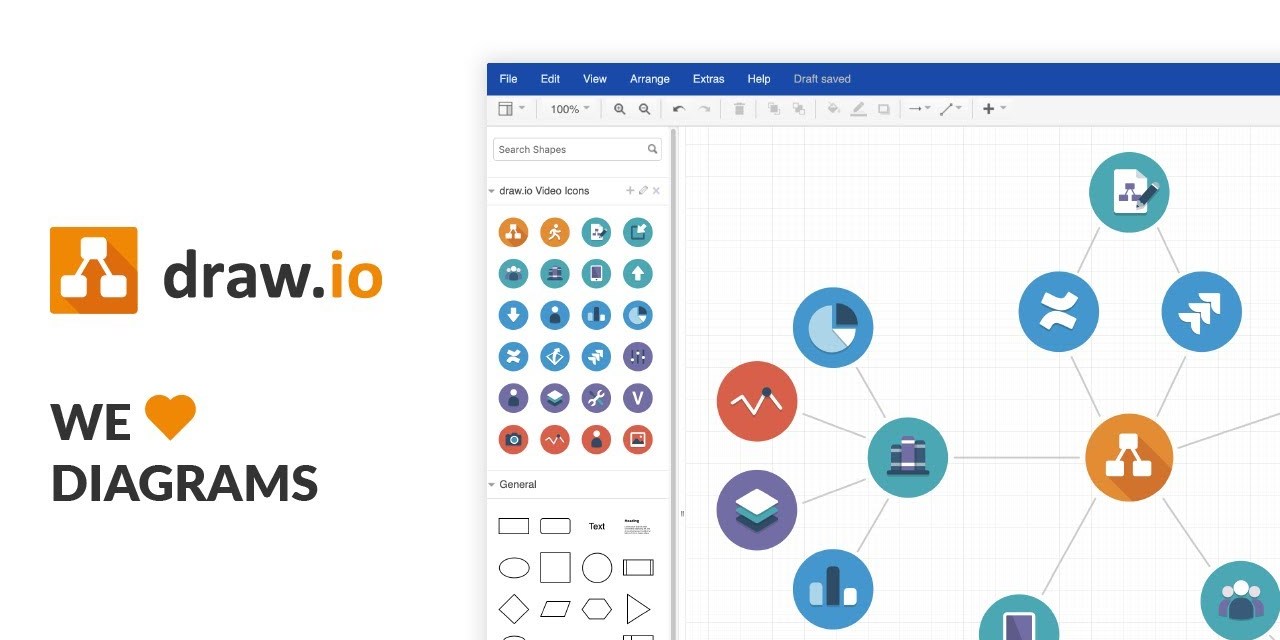 File Edit View Arrange Extras Help Draft saved
100%
Search Shapes
draw.io Video Icons
draw.io
V
WE
DIAGRAMS
General
Text
Heading